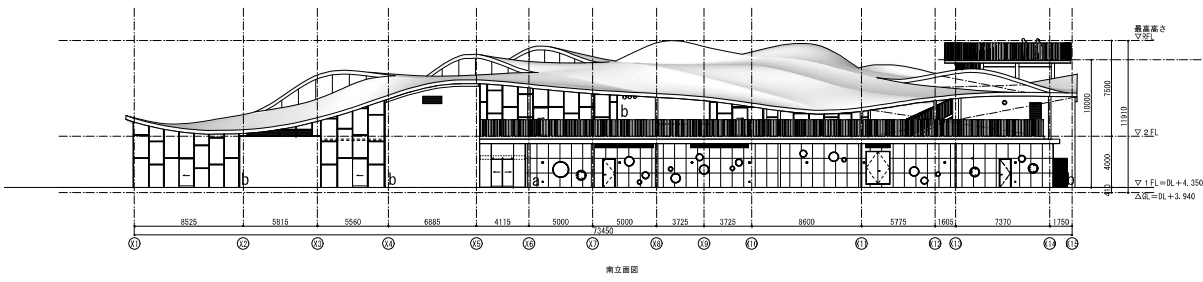 最高高さ
▽RFL
7500
10000
11910
▽2FL
4000
▽1FL=DL+4.350
410
△GL=DL+3.940
b
b
b
a
b
8525 5815 5560 6885 4115 5000 5000 3725 3725 8600 5775 1605 7370 1750
73450
X1 X2 X3 X4 X5 X6 X7 X8 X9 X10 X11 X12 X13 X14 X15
南立面図